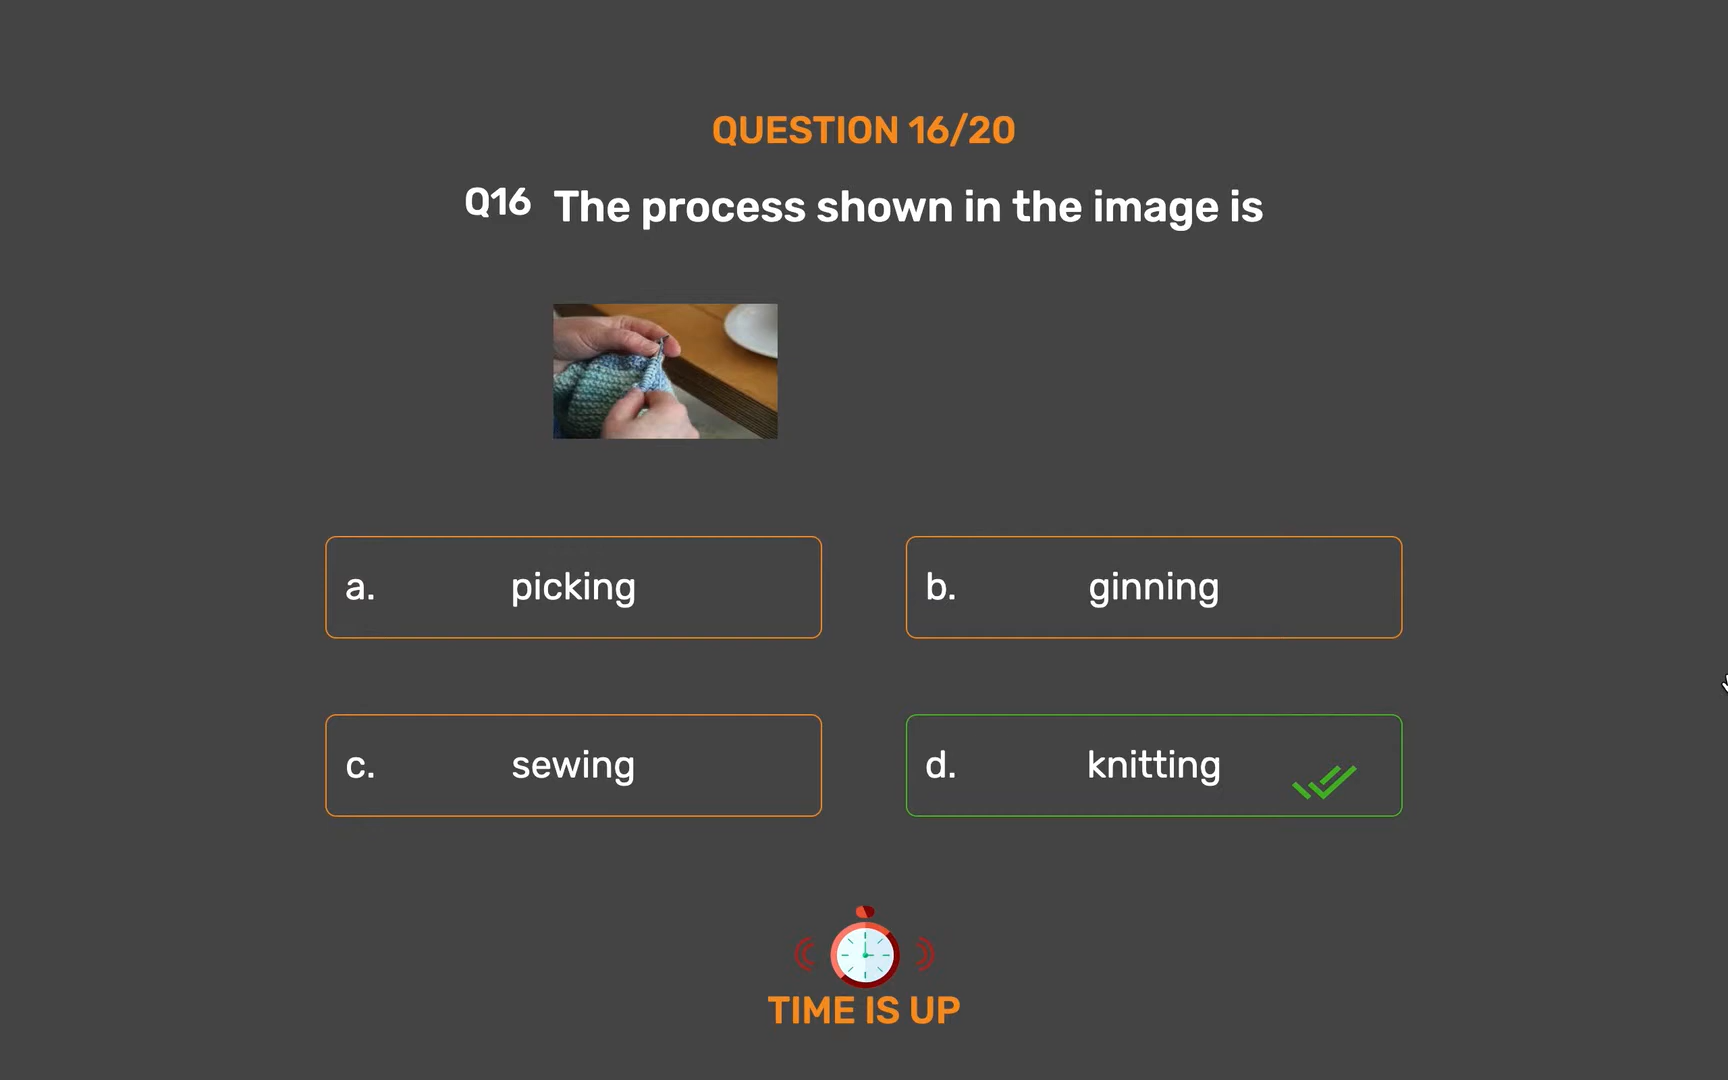 QUESTION 16/20
Q16 The process shown in the image is
a. picking
b. ginning
c. sewing
d. knitting
TIME IS UP